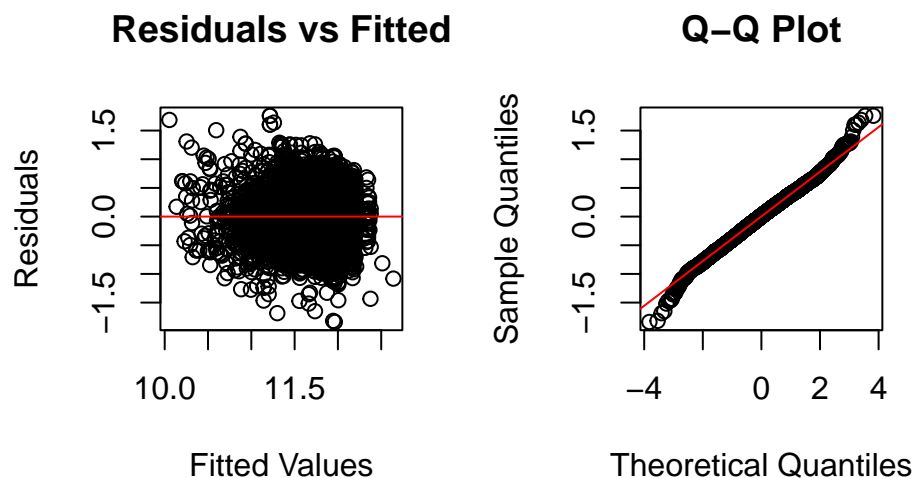 Residuals vs Fitted
Residuals
1.5
0.0
−1.5
10.0 11.5
Fitted Values
Q−Q Plot
Sample Quantiles
1.5
0.0
−1.5
−4 0 2 4
Theoretical Quantiles